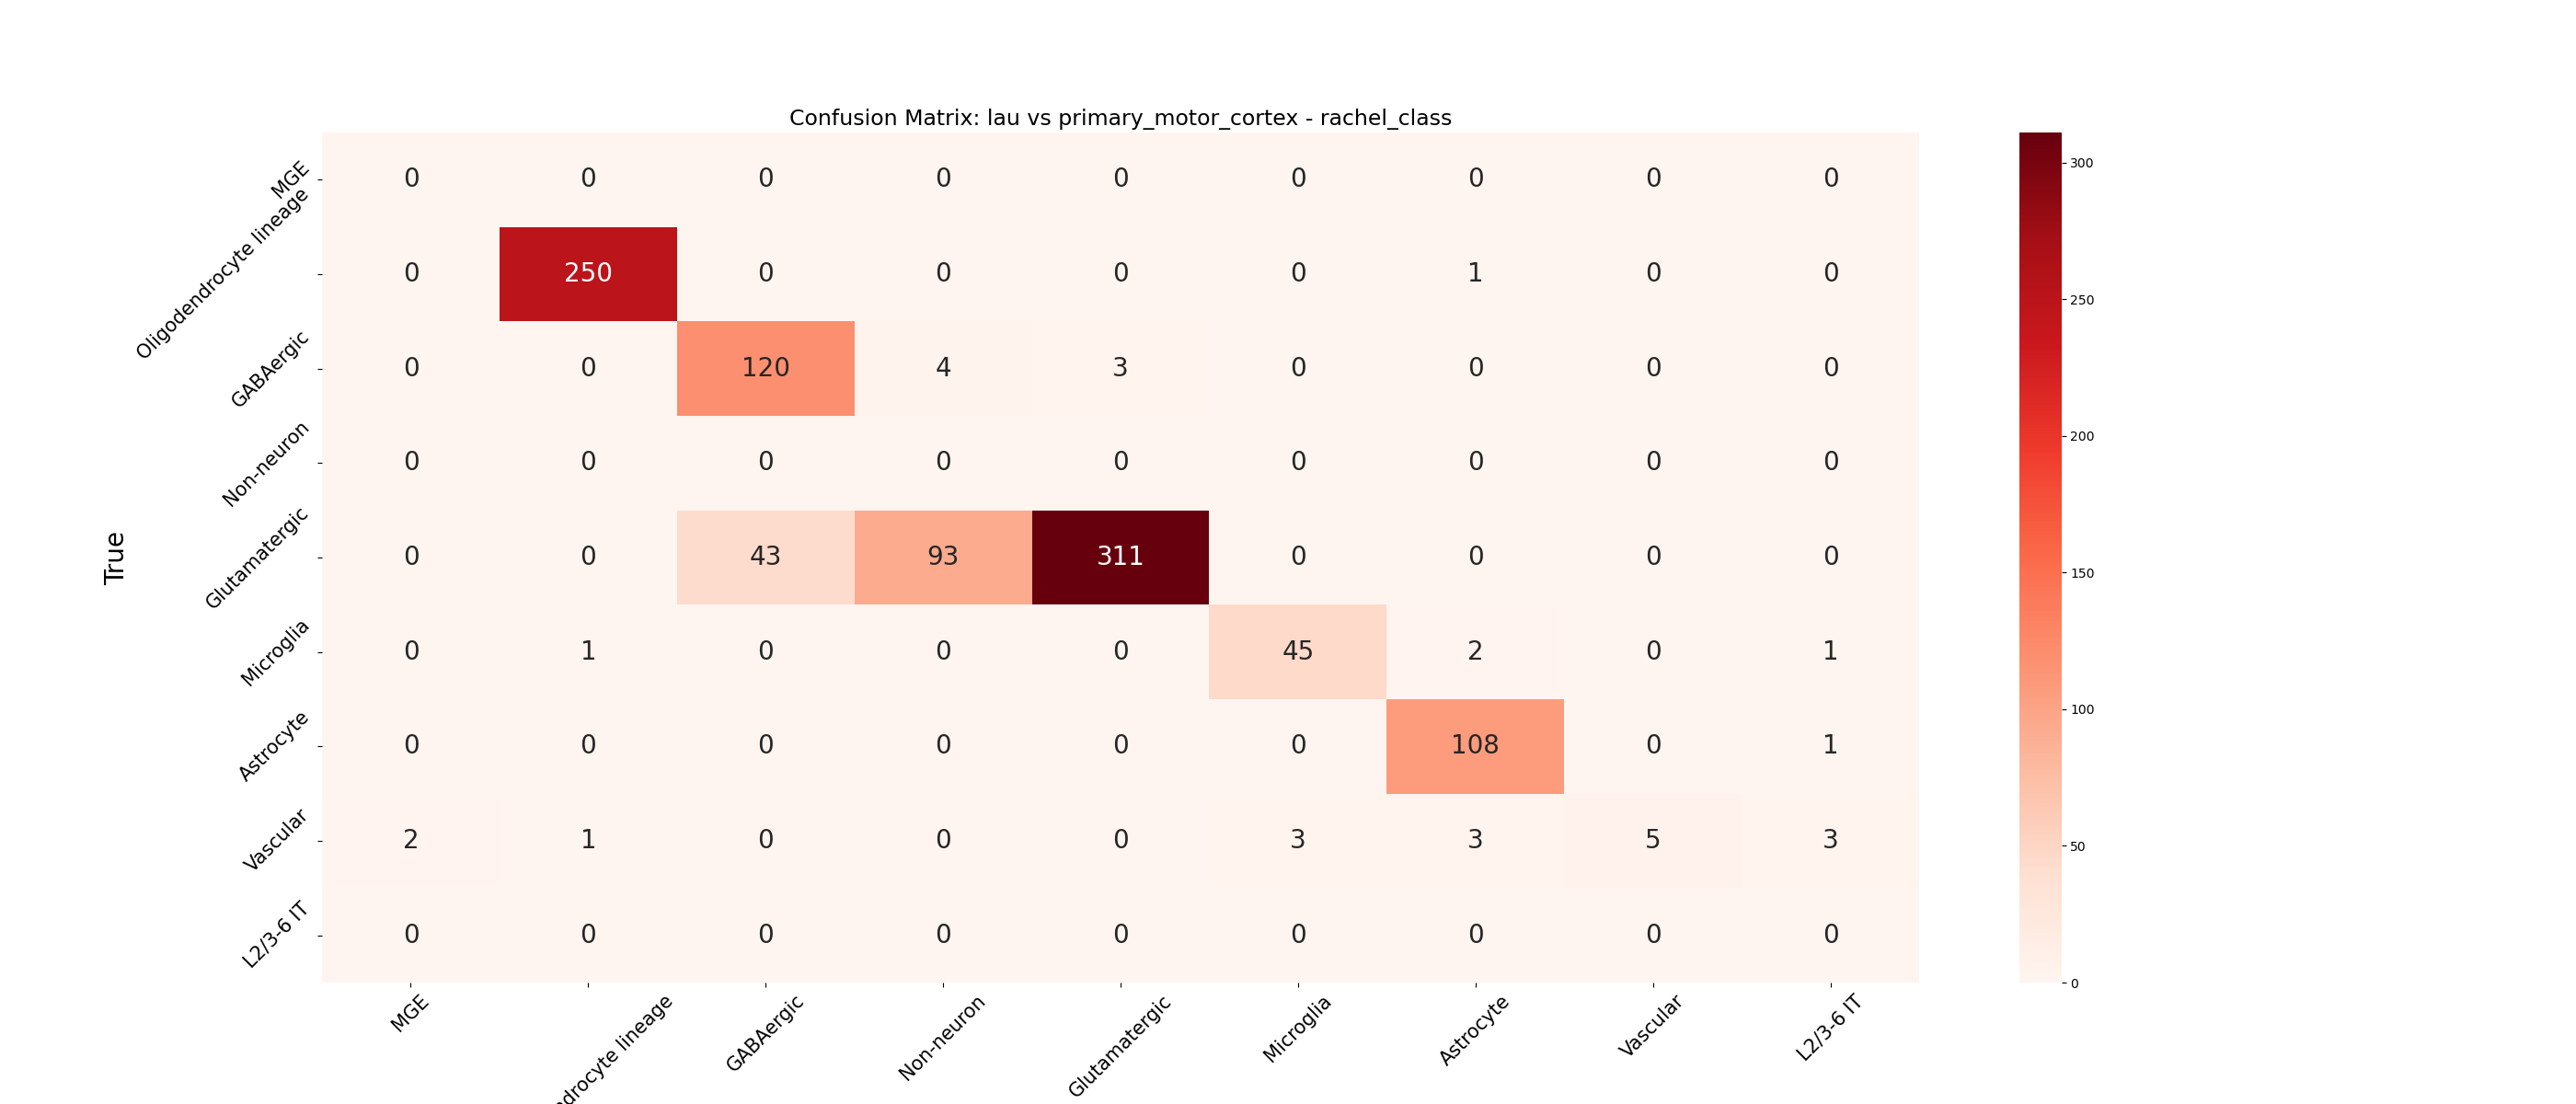 Confusion Matrix: lau vs primary_motor_cortex - rachel_class
True
MGE 0 0 0 0 0 0 0 0 0
Oligodendrocyte lineage 0 250 0 0 0 0 1 0 0
GABAergic 0 0 120 4 3 0 0 0 0
Non-neuron 0 0 0 0 0 0 0 0 0
Glutamatergic 0 0 43 93 311 0 0 0 0
Microglia 0 1 0 0 0 45 2 0 1
Astrocyte 0 0 0 0 0 0 108 0 1
Vascular 2 1 0 0 0 3 3 5 3
L2/3-6 IT 0 0 0 0 0 0 0 0 0
MGE ndrocyte lineage GABAergic Non-neuron Glutamatergic Microglia Astrocyte Vascular L2/3-6 IT
300
250
200
150
100
50
0